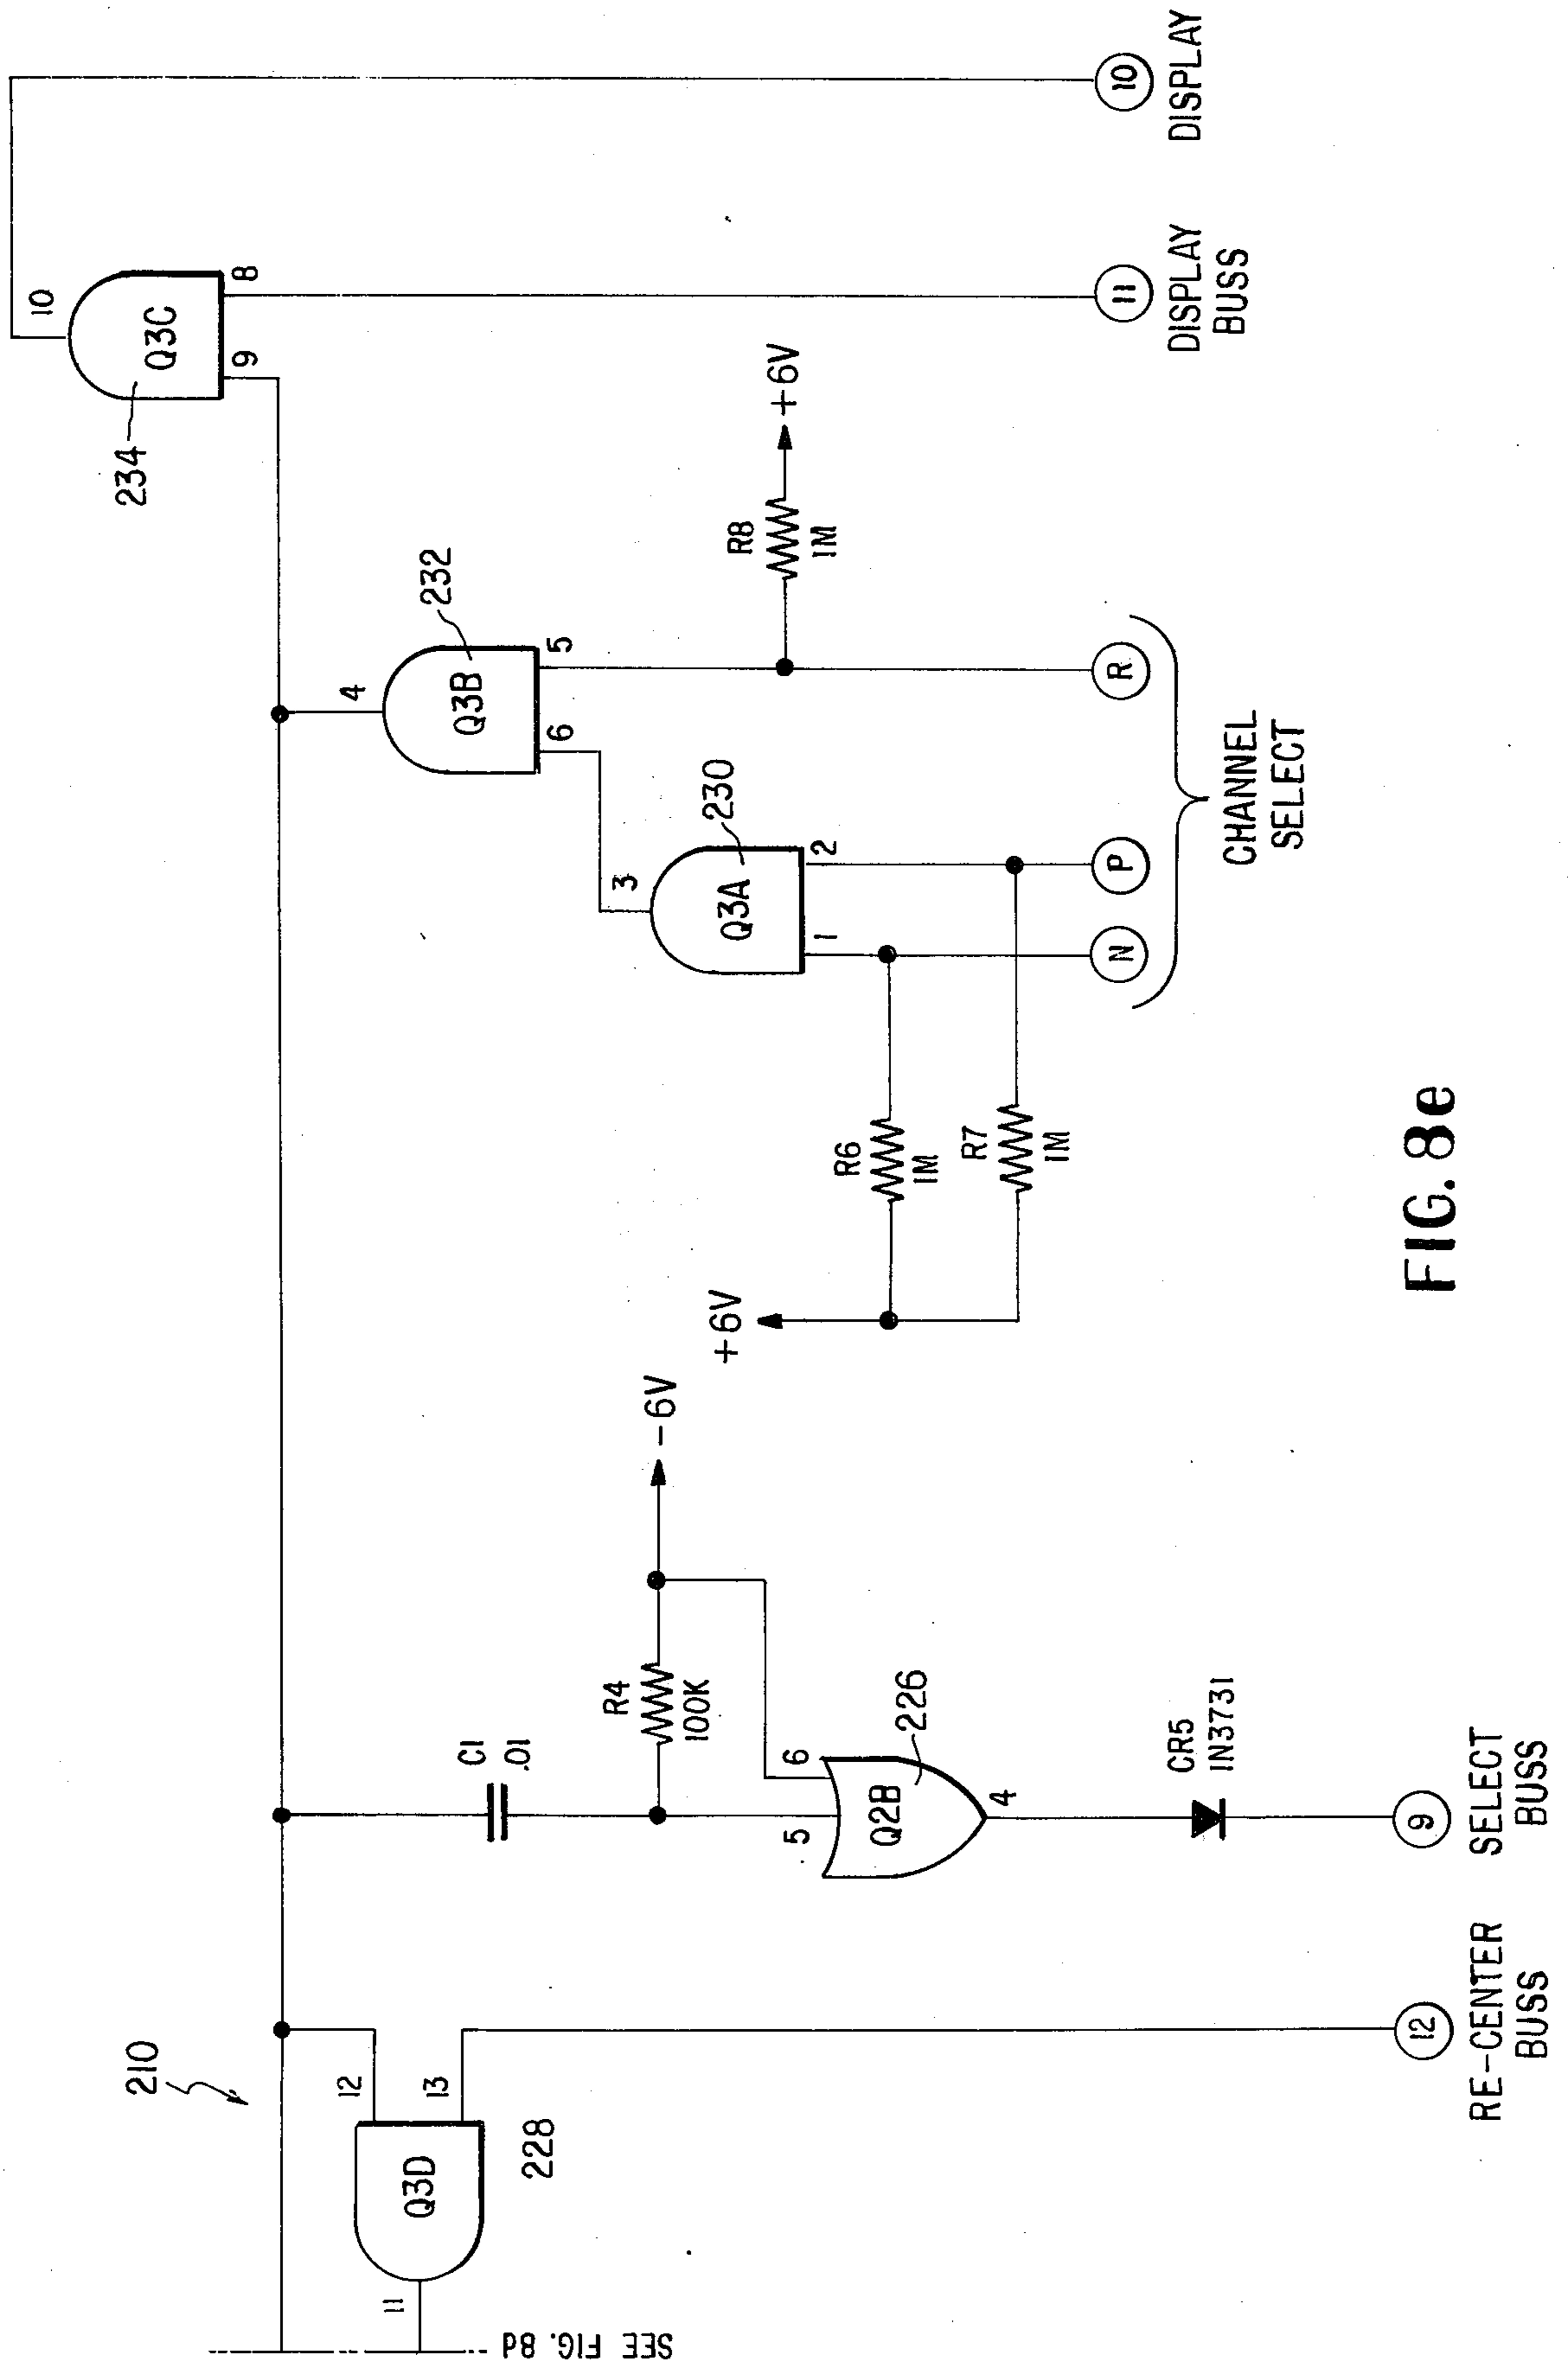 210
SEE FIG. 8d
11
Q3D
228
12
13
12
RE-CENTER
BUSS
C1
.01
R4
100K
-6V
5
6
Q2B
226
4
CR5
1N3731
9
SELECT
BUSS
+6V
R6
1M
R7
1M
3
Q3A
230
1
2
N
P
R
CHANNEL
SELECT
4
Q3B
232
6
5
R8
1M
+6V
10
Q3C
234
9
8
11
DISPLAY
BUSS
10
DISPLAY
FIG. 8e